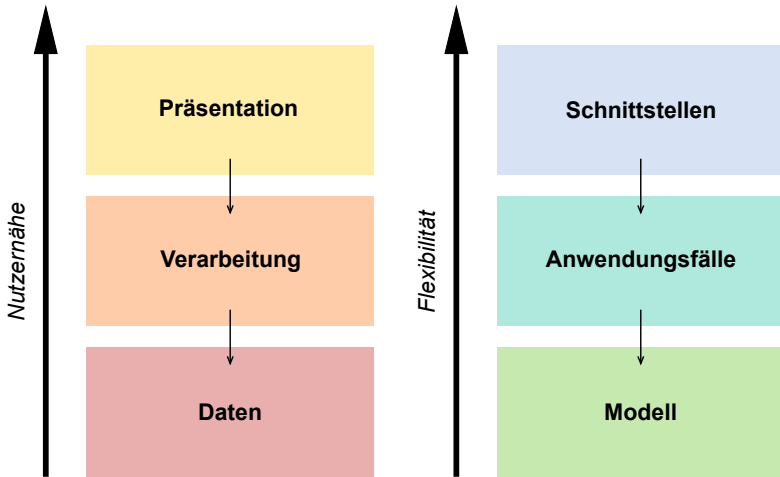 Nutzernähe
Präsentation
Verarbeitung
Daten
Flexibilität
Schnittstellen
Anwendungsfälle
Modell